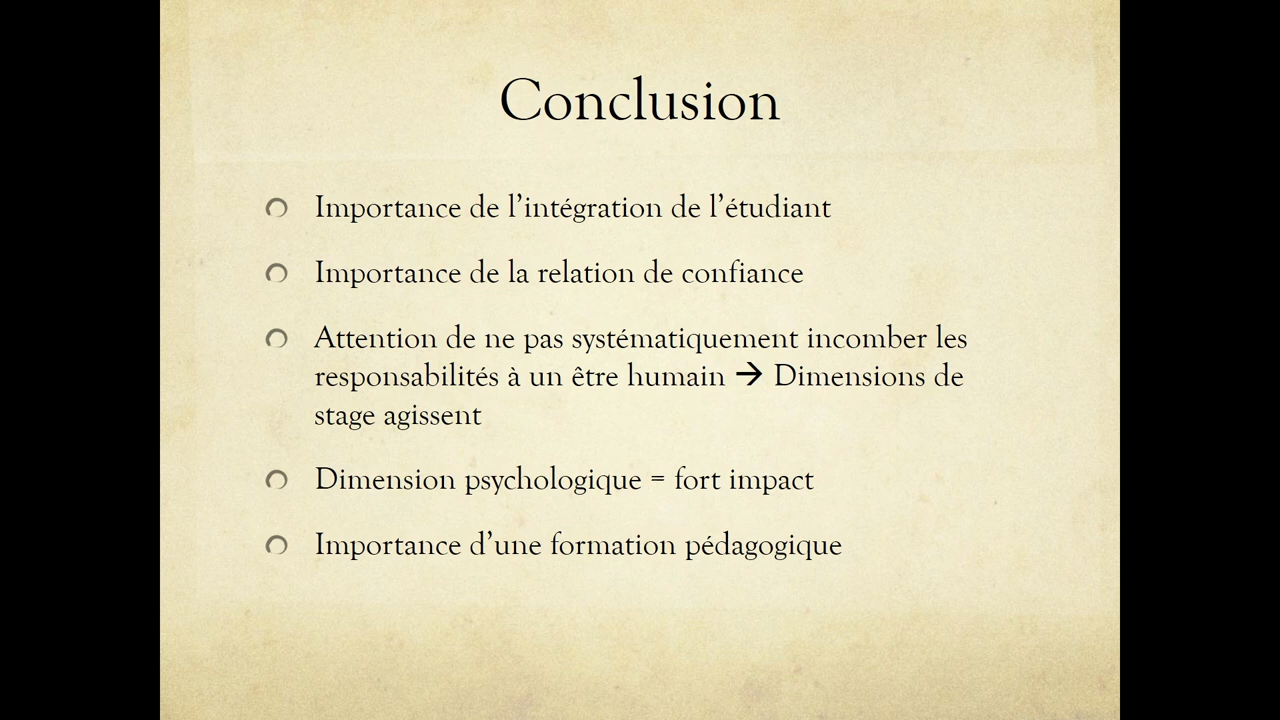 Conclusion
Importance de l’intégration de l’étudiant
Importance de la relation de confiance
Attention de ne pas systématiquement incomber les
responsabilités à un être humain → Dimensions de
stage agissent
Dimension psychologique = fort impact
Importance d’une formation pédagogique